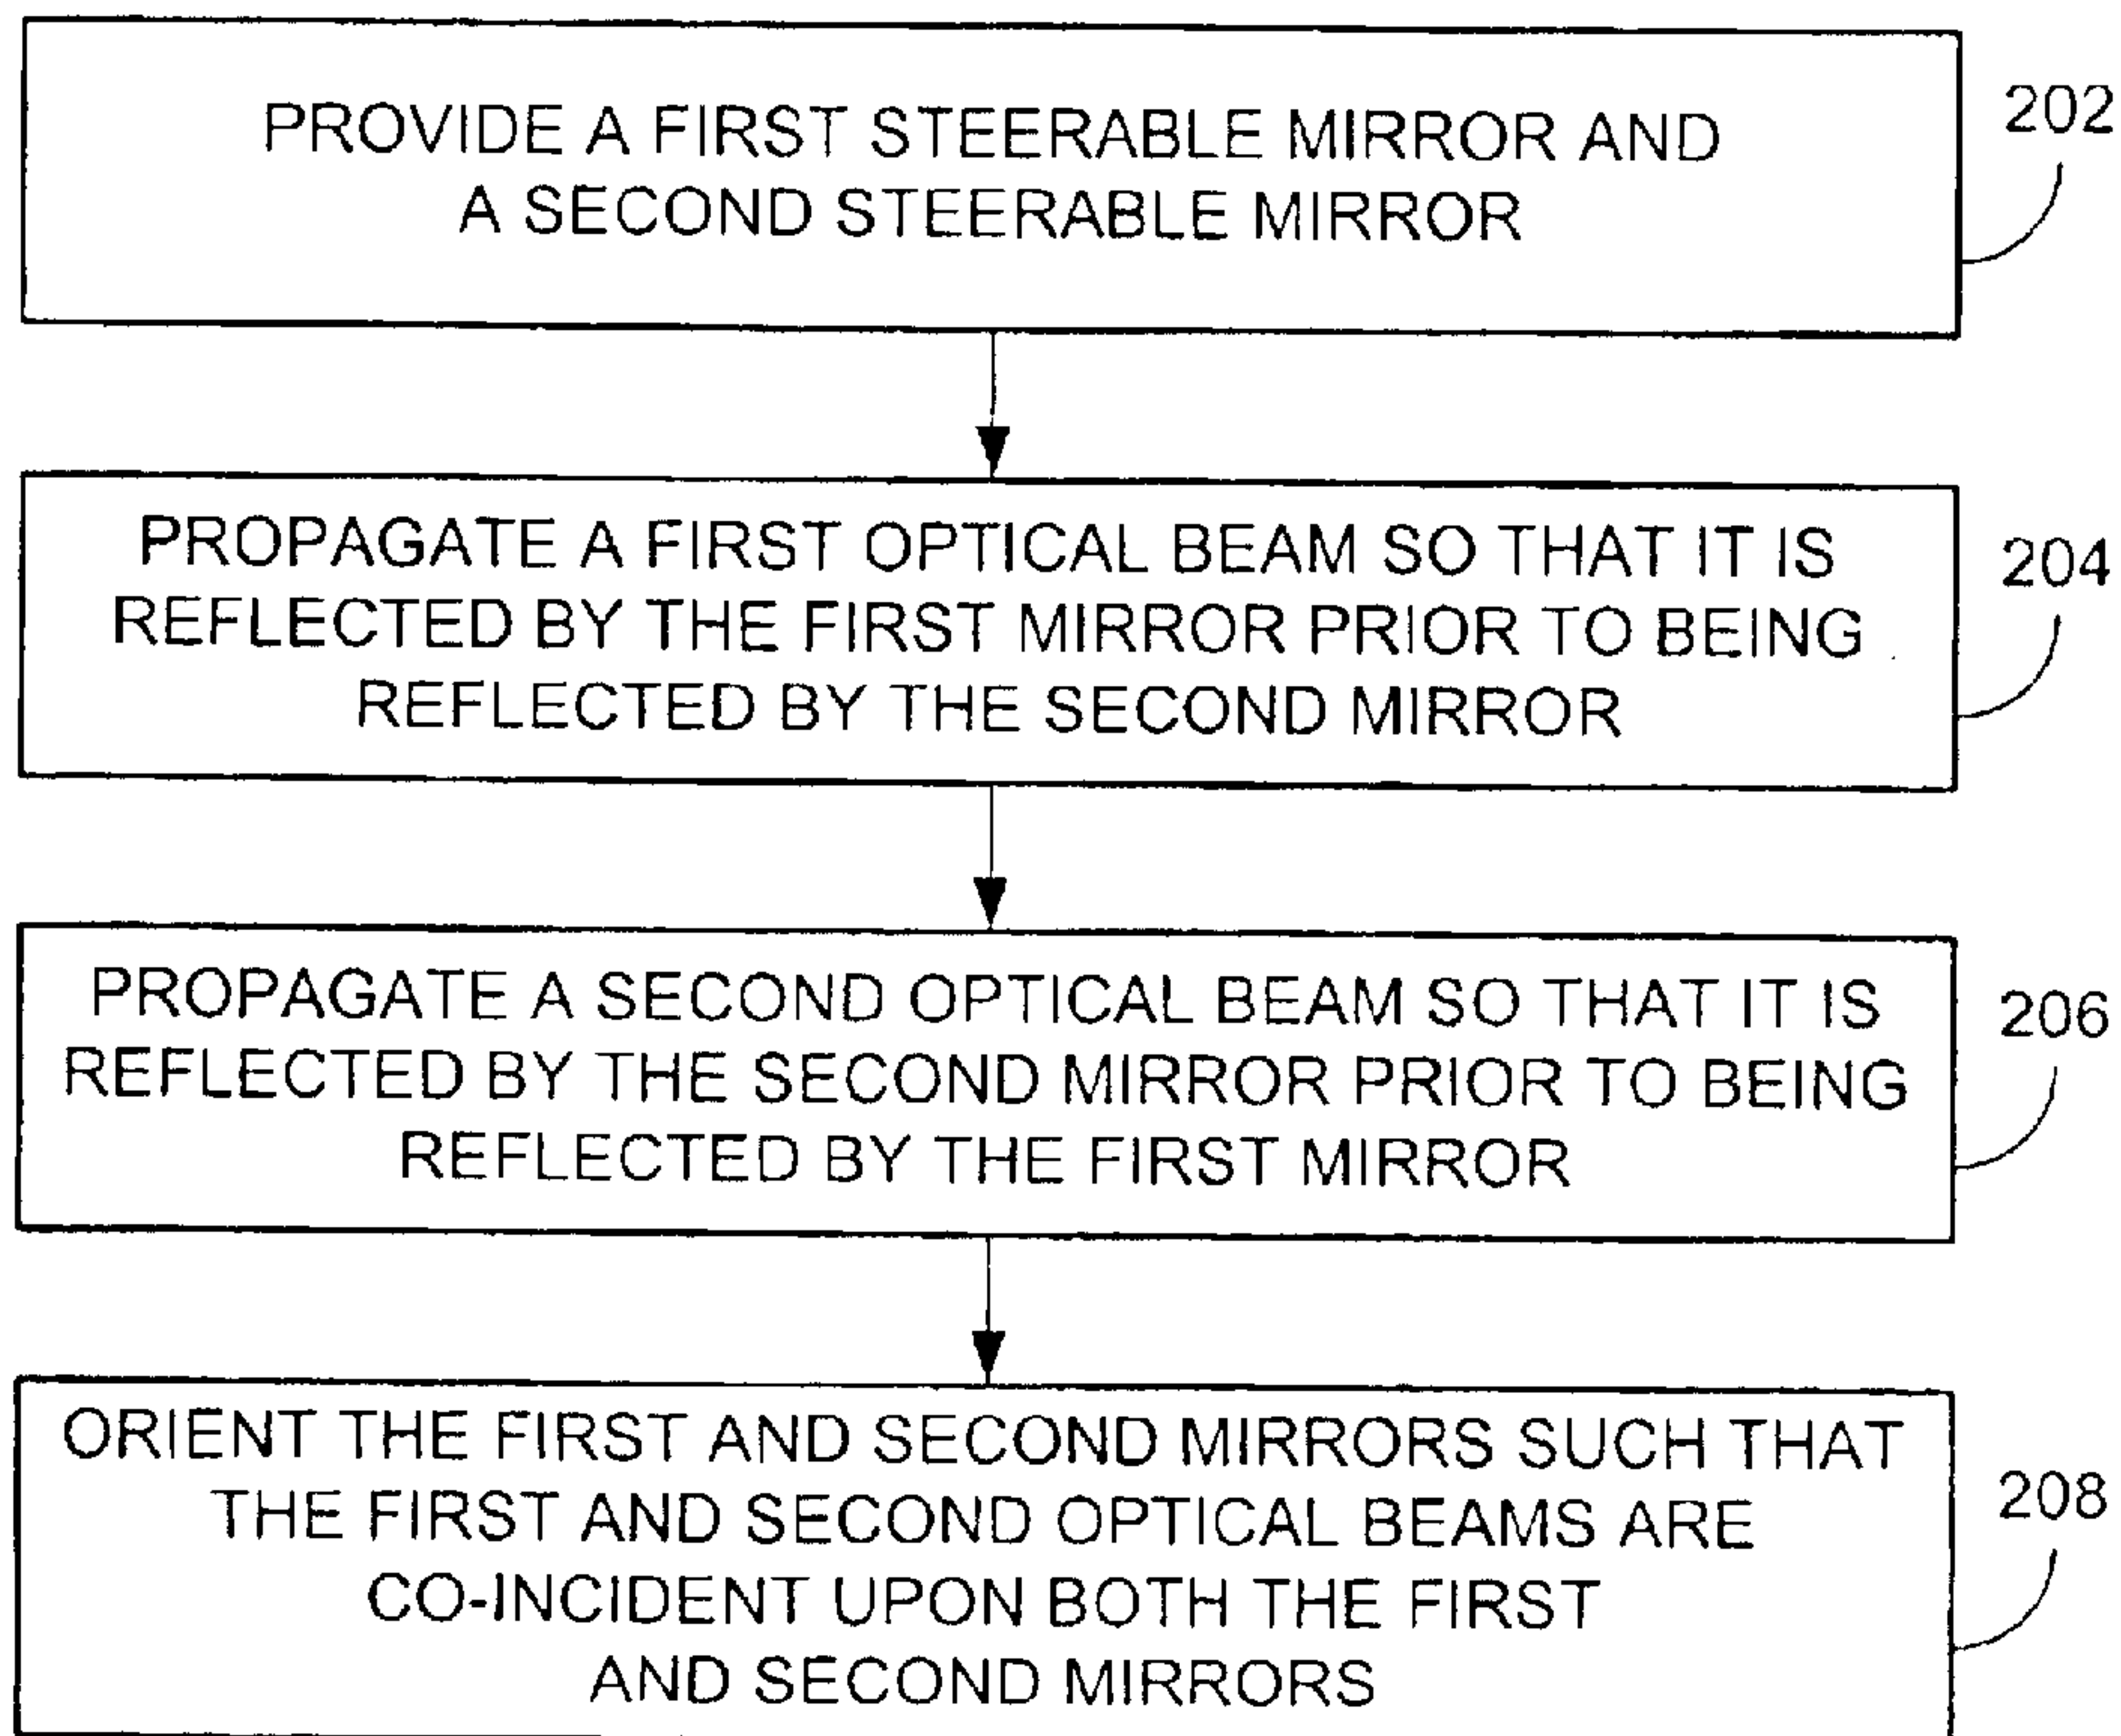 PROVIDE A FIRST STEERABLE MIRROR AND
A SECOND STEERABLE MIRROR
202
PROPAGATE A FIRST OPTICAL BEAM SO THAT IT IS
REFLECTED BY THE FIRST MIRROR PRIOR TO BEING
REFLECTED BY THE SECOND MIRROR
204
PROPAGATE A SECOND OPTICAL BEAM SO THAT IT IS
REFLECTED BY THE SECOND MIRROR PRIOR TO BEING
REFLECTED BY THE FIRST MIRROR
206
ORIENT THE FIRST AND SECOND MIRRORS SUCH THAT
THE FIRST AND SECOND OPTICAL BEAMS ARE
CO-INCIDENT UPON BOTH THE FIRST
AND SECOND MIRRORS
208